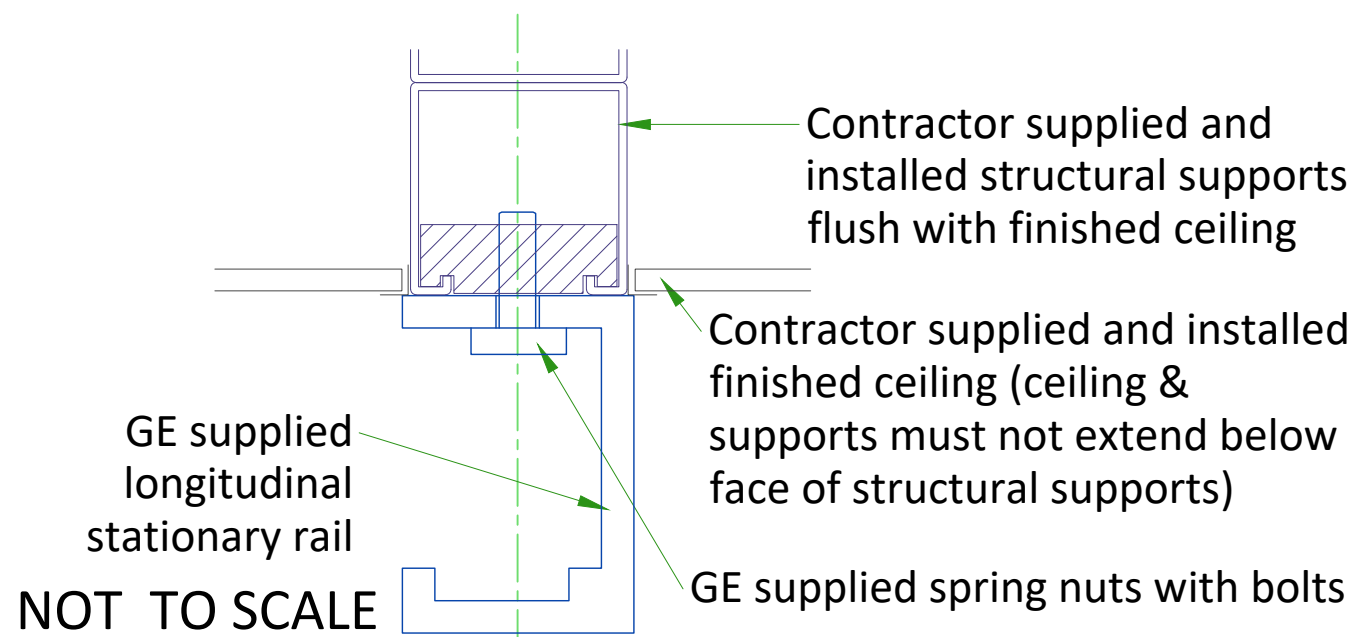 Contractor supplied and
installed structural supports
flush with finished ceiling
Contractor supplied and installed
finished ceiling (ceiling &
supports must not extend below
face of structural supports)
GE supplied
longitudinal
stationary rail
GE supplied spring nuts with bolts
NOT TO SCALE